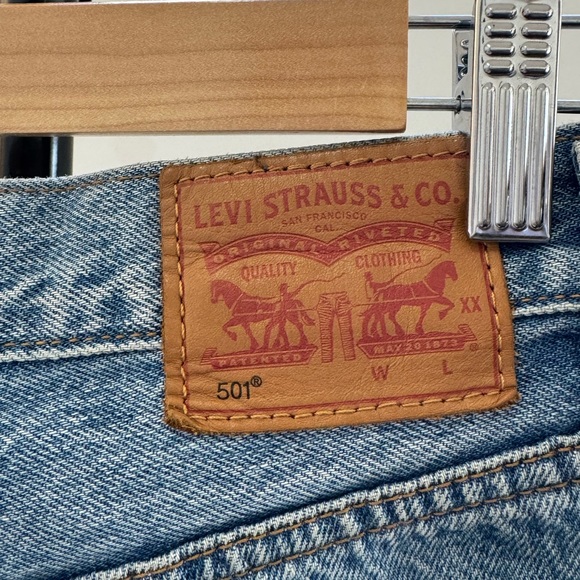 LEVI STRAUSS & CO.
SAN FRANCISCO
CAL.
ORIGINAL RIVETED
QUALITY CLOTHING
XX
PATENTED MAY 20 1873
W L
501®